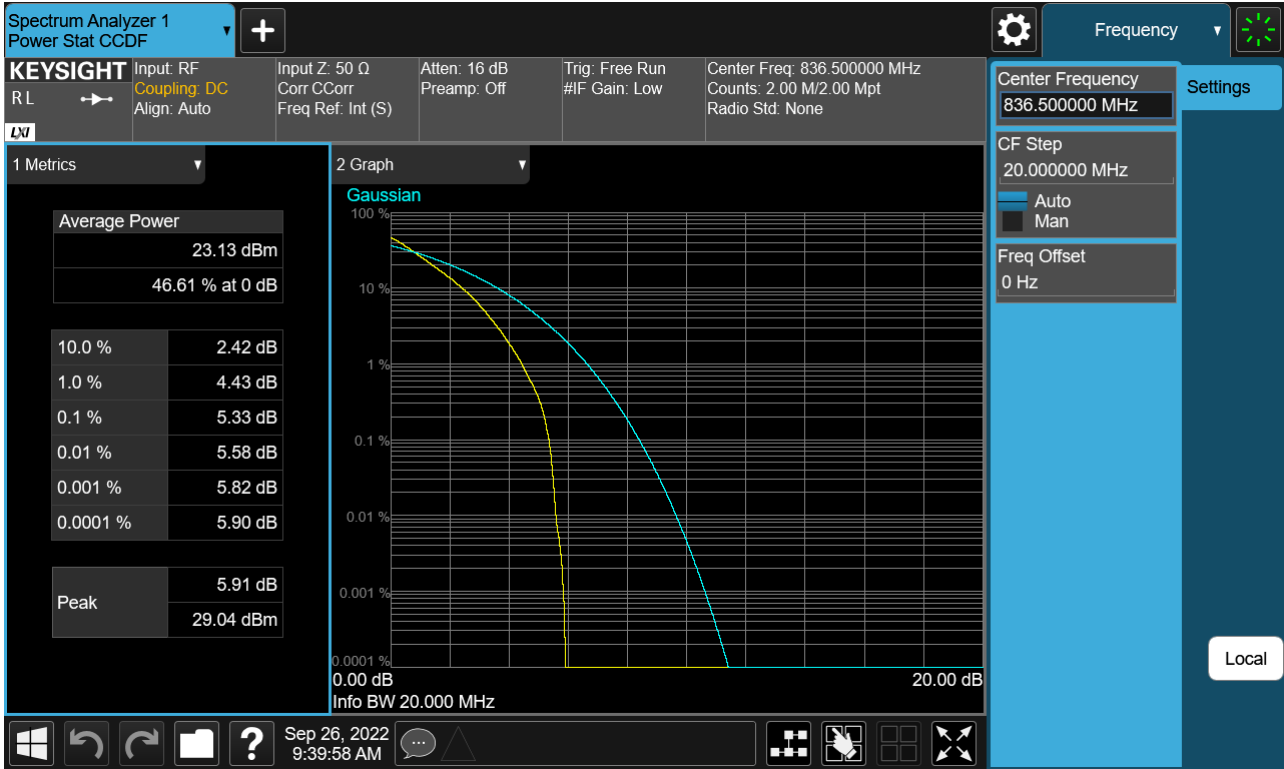 Spectrum Analyzer 1
Power Stat CCDF
Frequency
KEYSIGHT
R L
LXI
Input: RF
Coupling: DC
Align: Auto
Input Z: 50 Ω
Corr CCorr
Freq Ref: Int (S)
Atten: 16 dB
Preamp: Off
Trig: Free Run
#IF Gain: Low
Center Freq: 836.500000 MHz
Counts: 2.00 M/2.00 Mpt
Radio Std: None
Center Frequency
836.500000 MHz
Settings
CF Step
20.000000 MHz
Auto
Man
Freq Offset
0 Hz
Local
1 Metrics
Average Power
23.13 dBm
46.61 % at 0 dB
10.0 % 2.42 dB
1.0 % 4.43 dB
0.1 % 5.33 dB
0.01 % 5.58 dB
0.001 % 5.82 dB
0.0001 % 5.90 dB
Peak
5.91 dB
29.04 dBm
2 Graph
Gaussian
100 %
10 %
1 %
0.1 %
0.01 %
0.001 %
0.0001 %
0.00 dB 20.00 dB
Info BW 20.000 MHz
?
Sep 26, 2022
9:39:58 AM